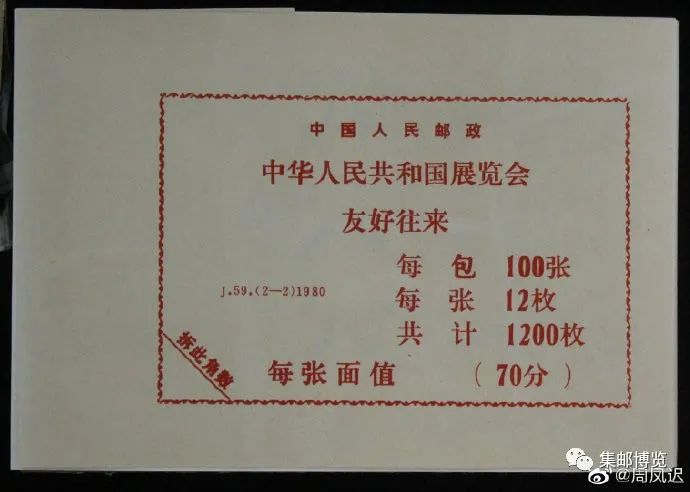 中国人民邮政
中华人民共和国展览会
友好往来
每包 100张
J.59.(2—2)1980
每张 12枚
共计 1200枚
拆此角数
每张面值 (70分)
集邮博览
@周凤迟